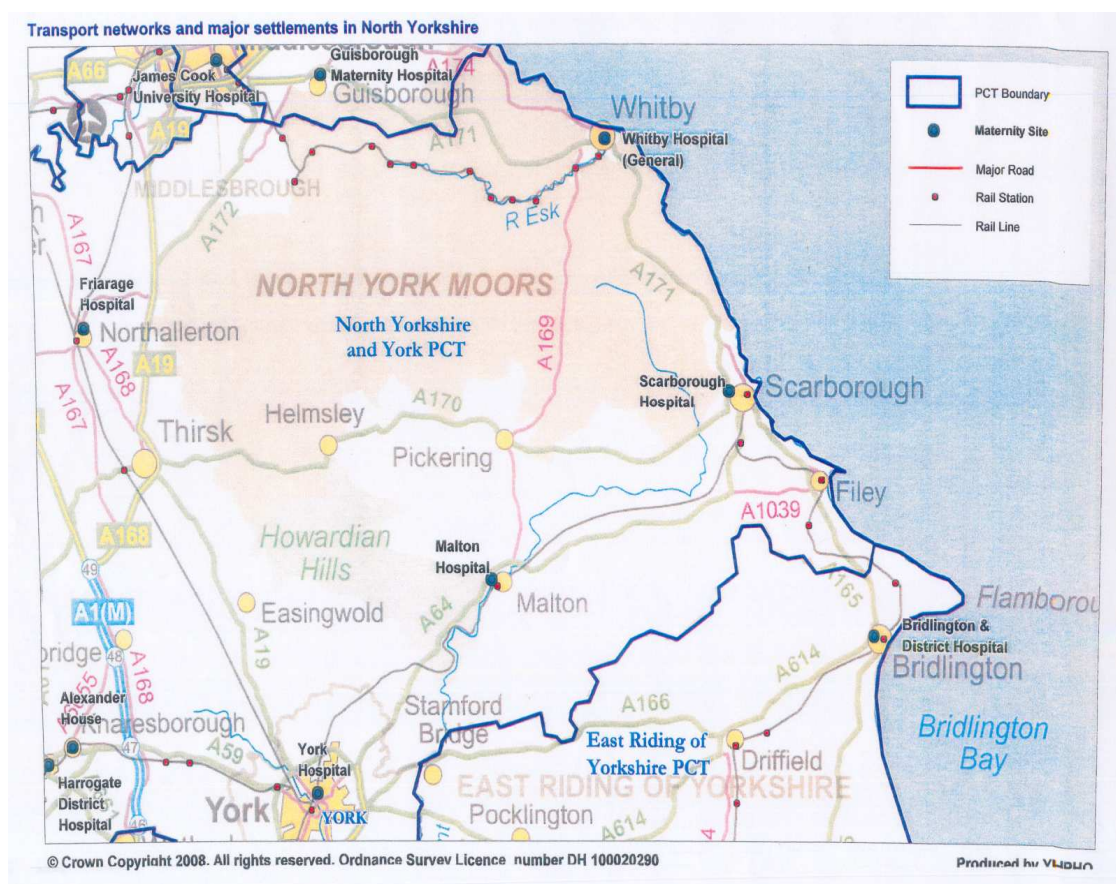 Transport networks and major settlements in North Yorkshire
A66
James Cook
University Hospital
Guisborough
Maternity Hospital
Guisborough
A174
Whitby
Whitby Hospital
(General)
PCT Boundary
Maternity Site
Major Road
Rail Station
Rail Line
A19
A171
MIDDLESBROUGH
A172
R Esk
A167
Friarage
Hospital
Northallerton
NORTH YORK MOORS
North Yorkshire
and York PCT
A171
A169
A19
A168
A167
Scarborough
Hospital
Scarborough
Helmsley
A170
Thirsk
Pickering
Filey
A1039
A168
Howardian
Hills
Malton
Hospital
Malton
49
A1(M)
Easingwold
A64
A165
Flamborou
Bridlington &
District Hospital
Bridlington
bridge
48
A168
A19
A614
Alexander
House
Knaresborough
Stamford
Bridge
A166
Bridlington
Bay
47
A59
York
Hospital
East Riding of
Yorkshire PCT
Driffield
EAST RIDING OF YORKSHIRE
Harrogate
District
Hospital
York
YORK
Pocklington
A614
4
46
© Crown Copyright 2008. All rights reserved. Ordnance Survey Licence number DH 100020290
Produced by YHPHO